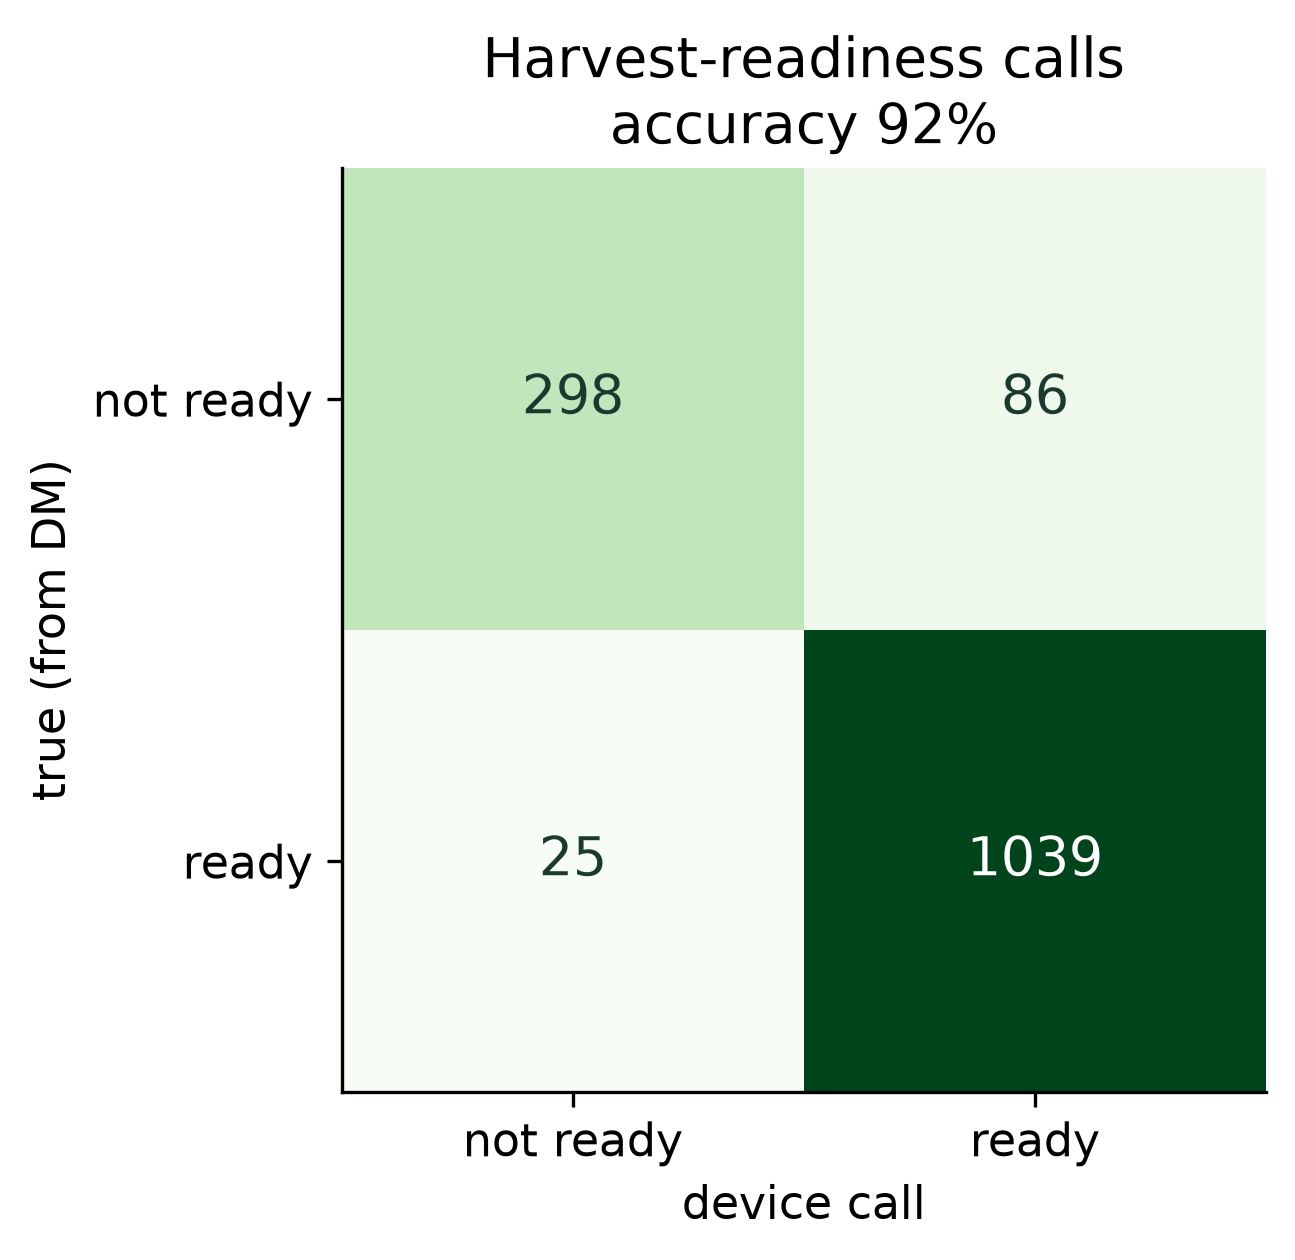 Harvest-readiness calls
accuracy 92%
true (from DM)
not ready
298
86
ready
25
1039
not ready
ready
device call